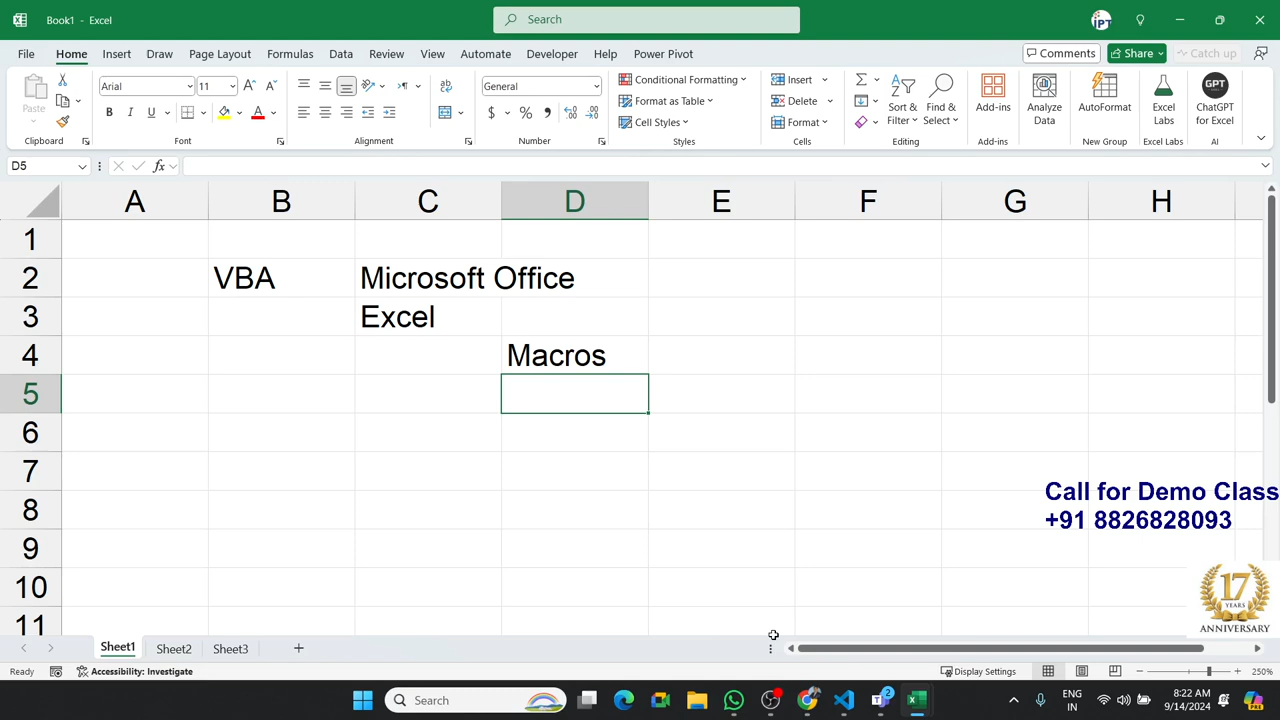 Book1 - Excel
Search
File Home Insert Draw Page Layout Formulas Data Review View Automate Developer Help Power Pivot Comments Share Catch up
Paste
Clipboard
Arial 11
B I U A
Font
Alignment
General
$ % ,
Number
Conditional Formatting
Format as Table
Cell Styles
Styles
Insert
Delete
Format
Cells
Sort & Filter
Find & Select
Editing
Add-ins
Add-ins
Analyze Data
AutoFormat
New Group
Excel Labs
Excel Labs
GPT
ChatGPT for Excel
AI
D5 fx
A B C D E F G H
1
2 VBA Microsoft Office
3 Excel
4 Macros
5
6
7
8
9
10
11
Call for Demo Class
+91 8826828093
17
YEARS
ANNIVERSARY
Sheet1 Sheet2 Sheet3
Ready Accessibility: Investigate Display Settings 250%
Search
2
ENG
IN
8:22 AM
9/14/2024